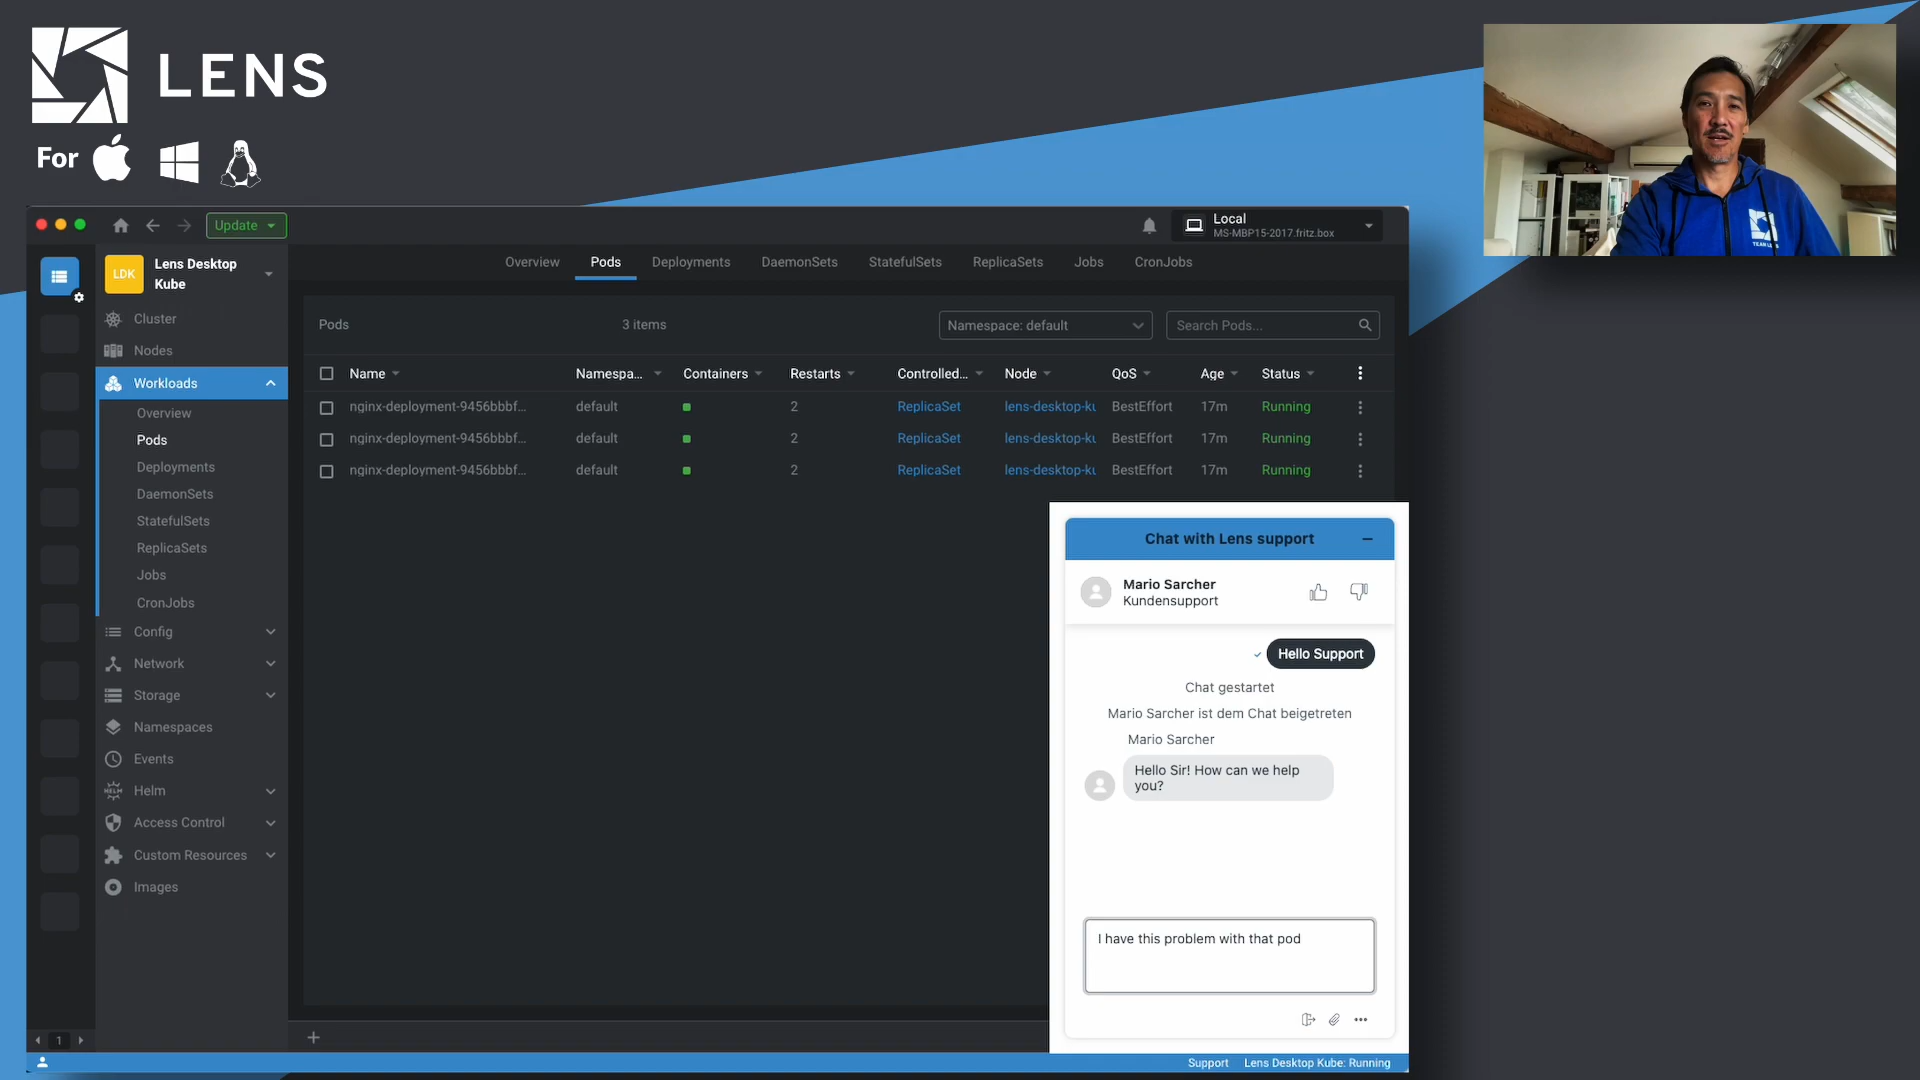 LENS
For
Update
Local
MS-MBP15-2017.fritz.box
TEAM LENS
LDK
Lens Desktop
Kube
Cluster
Nodes
Workloads
Overview
Pods
Deployments
DaemonSets
StatefulSets
ReplicaSets
Jobs
CronJobs
Config
Network
Storage
Namespaces
Events
HELM
Helm
Access Control
Custom Resources
Images
1
Overview Pods Deployments DaemonSets StatefulSets ReplicaSets Jobs CronJobs
Pods 3 items Namespace: default Search Pods...
Name Namespa... Containers Restarts Controlled... Node QoS Age Status
nginx-deployment-9456bbbf... default 2 ReplicaSet lens-desktop-ku BestEffort 17m Running
nginx-deployment-9456bbbf... default 2 ReplicaSet lens-desktop-ku BestEffort 17m Running
nginx-deployment-9456bbbf... default 2 ReplicaSet lens-desktop-ku BestEffort 17m Running
Chat with Lens support
Mario Sarcher
Kundensupport
Hello Support
Chat gestartet
Mario Sarcher ist dem Chat beigetreten
Mario Sarcher
Hello Sir! How can we help
you?
I have this problem with that pod
Support Lens Desktop Kube: Running